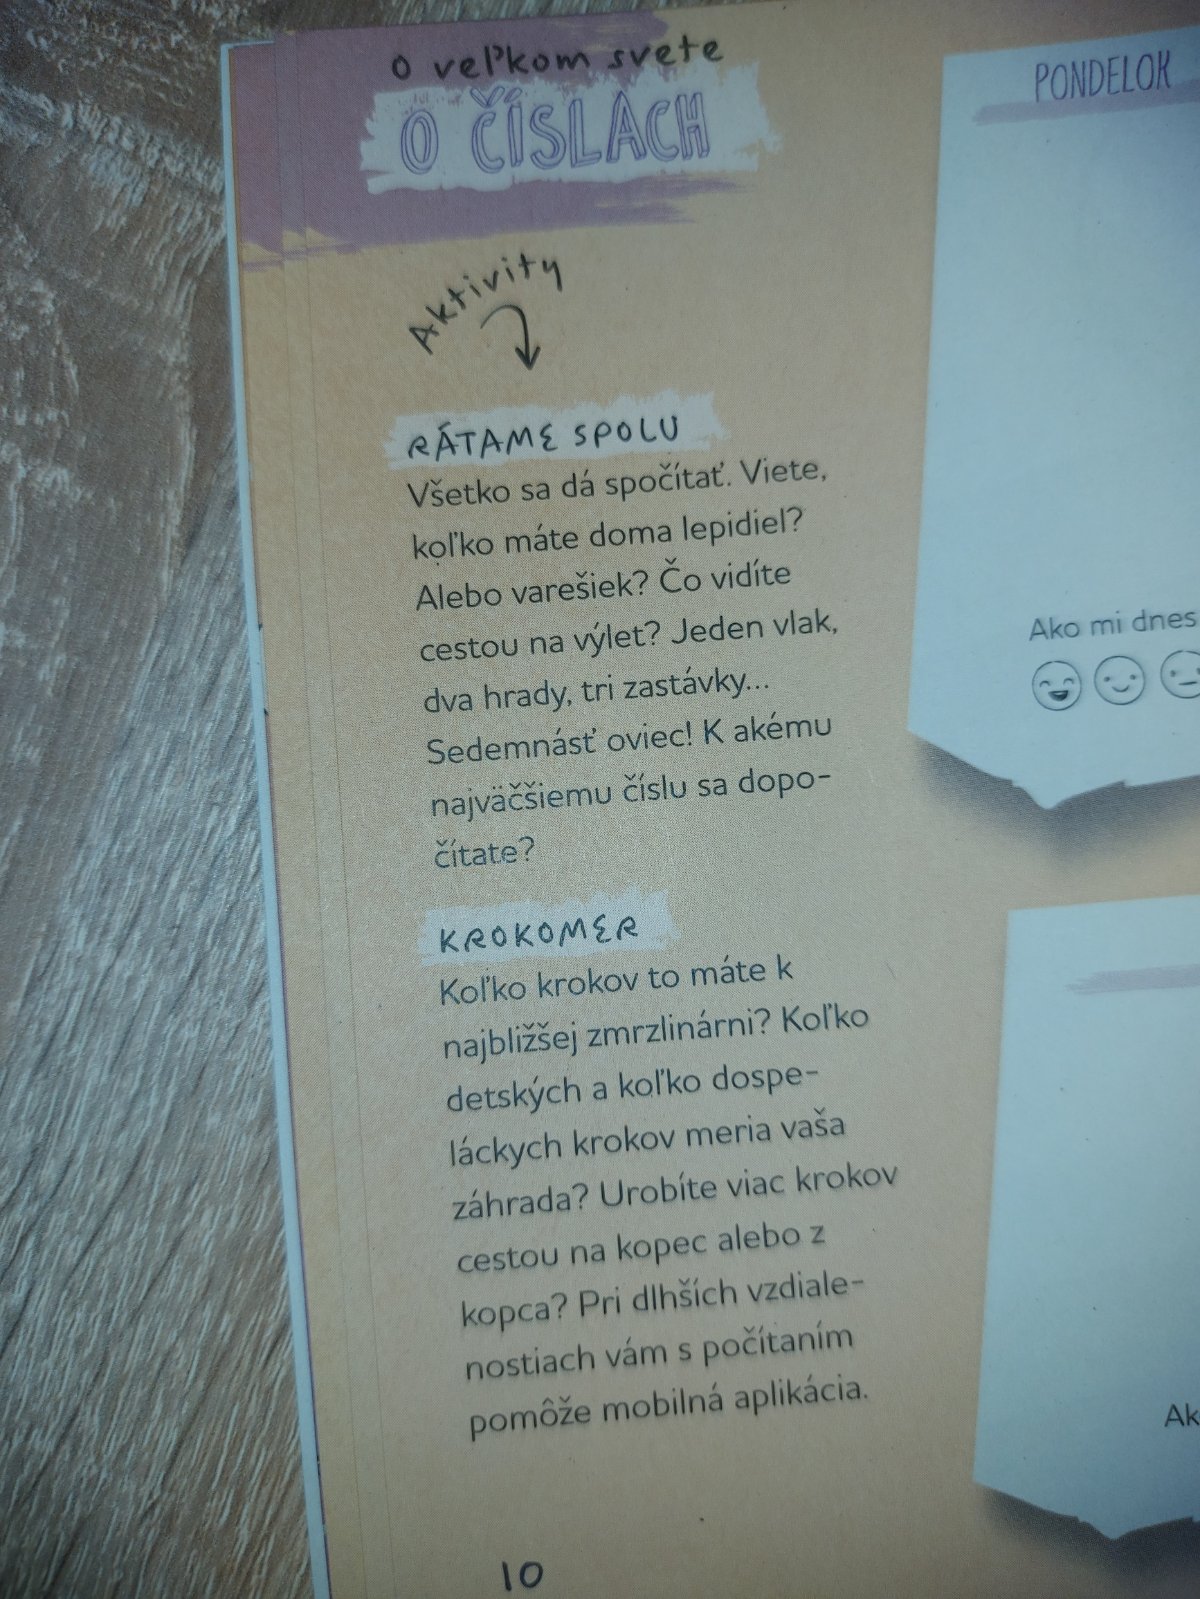 O veľkom svete
O ČÍSLACH
Aktivity
RÁTAME SPOLU
Všetko sa dá spočítať. Viete,
koľko máte doma lepidiel?
Alebo varešiek? Čo vidíte
cestou na výlet? Jeden vlak,
dva hrady, tri zastávky...
Sedemnásť oviec! K akému
najväčšiemu číslu sa dopo-
čítate?
KROKOMER
Koľko krokov to máte k
najbližšej zmrzlinárni? Koľko
detských a koľko dospe-
láckych krokov meria vaša
záhrada? Urobíte viac krokov
cestou na kopec alebo z
kopca? Pri dlhších vzdiale-
nostiach vám s počítaním
pomôže mobilná aplikácia.
10
PONDELOK
Ako mi dnes
Ak